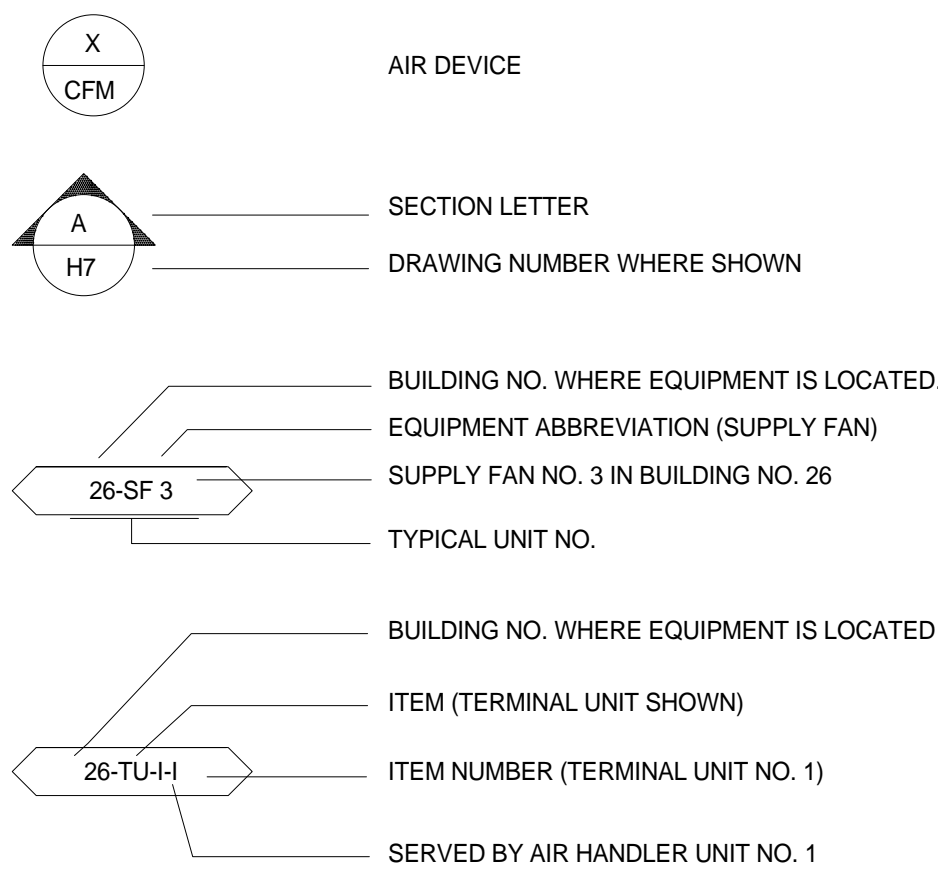 X
CFM
AIR DEVICE
A
SECTION LETTER
H7
DRAWING NUMBER WHERE SHOWN
BUILDING NO. WHERE EQUIPMENT IS LOCATED.
EQUIPMENT ABBREVIATION (SUPPLY FAN)
26-SF 3
SUPPLY FAN NO. 3 IN BUILDING NO. 26
TYPICAL UNIT NO.
BUILDING NO. WHERE EQUIPMENT IS LOCATED
ITEM (TERMINAL UNIT SHOWN)
26-TU-I-I
ITEM NUMBER (TERMINAL UNIT NO. 1)
SERVED BY AIR HANDLER UNIT NO. 1